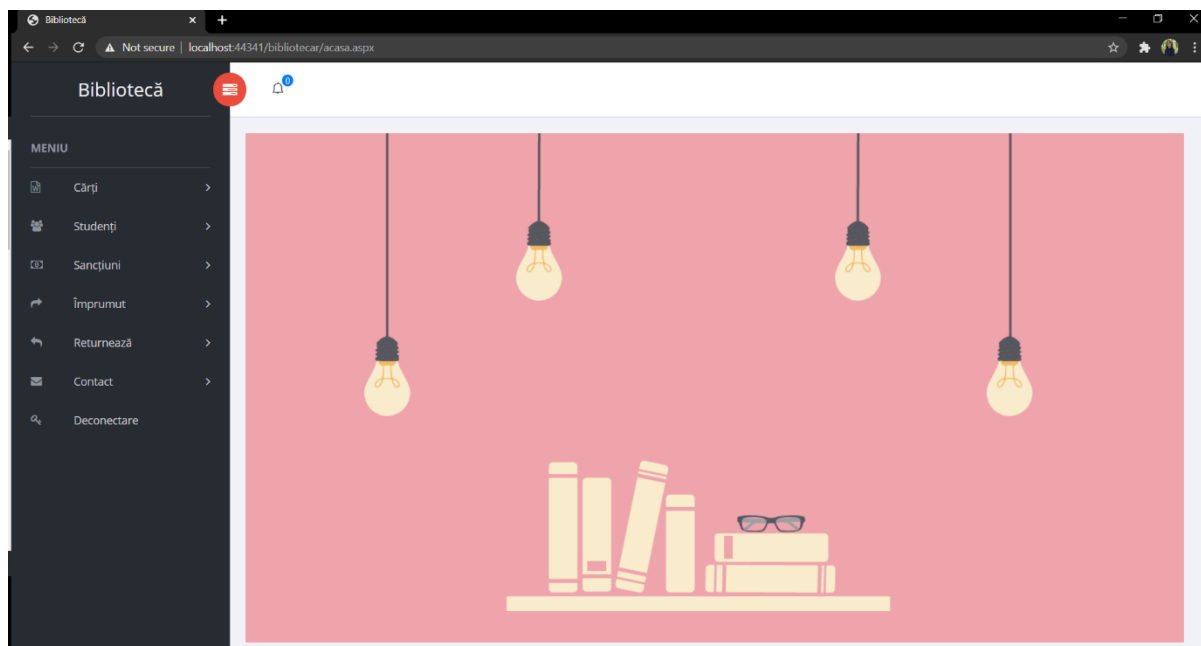 Bibliotecă
Not secure | localhost:44341/bibliotecar/acasa.aspx
Bibliotecă
0
MENIU
Cărți
Studenți
Sancțiuni
Împrumut
Returnează
Contact
Deconectare